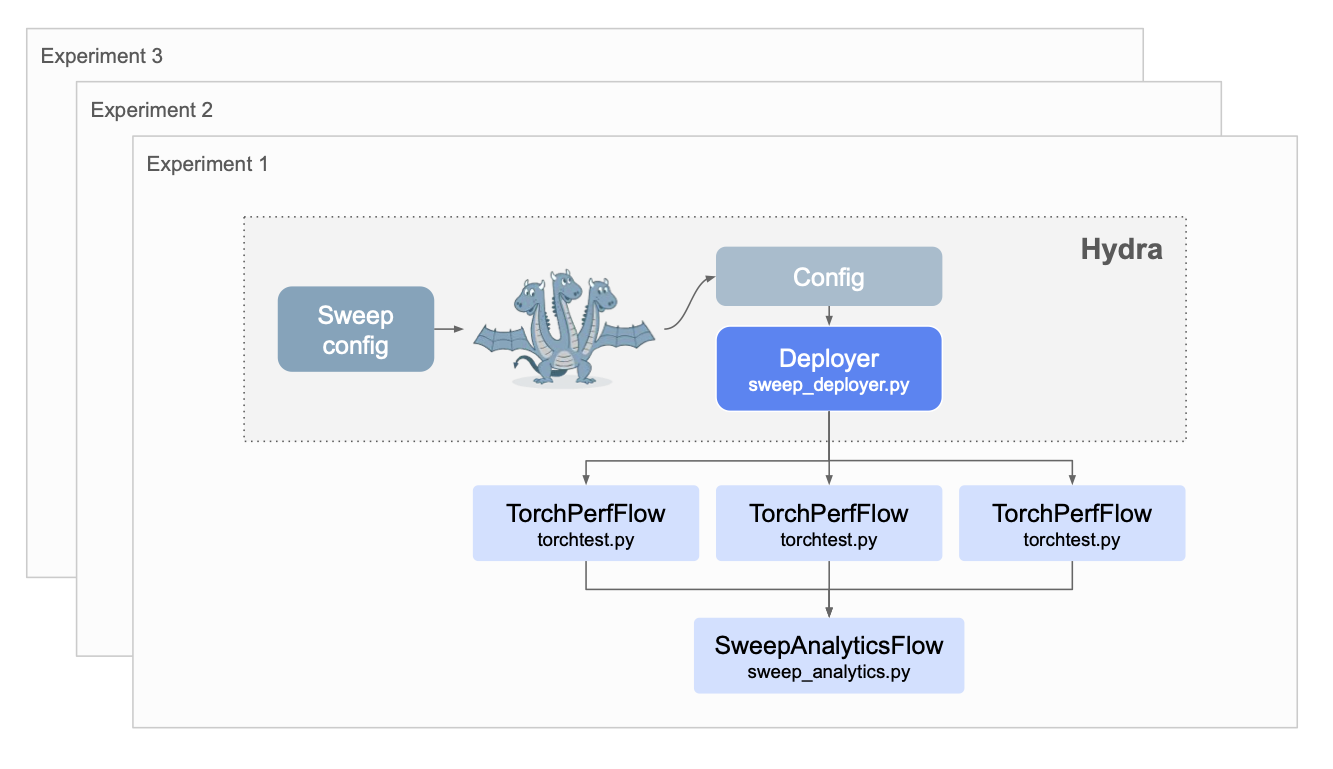 Experiment 3
Experiment 2
Experiment 1
Hydra
Sweep
config
Config
Deployer
sweep_deployer.py
TorchPerfFlow
torchtest.py
TorchPerfFlow
torchtest.py
TorchPerfFlow
torchtest.py
SweepAnalyticsFlow
sweep_analytics.py